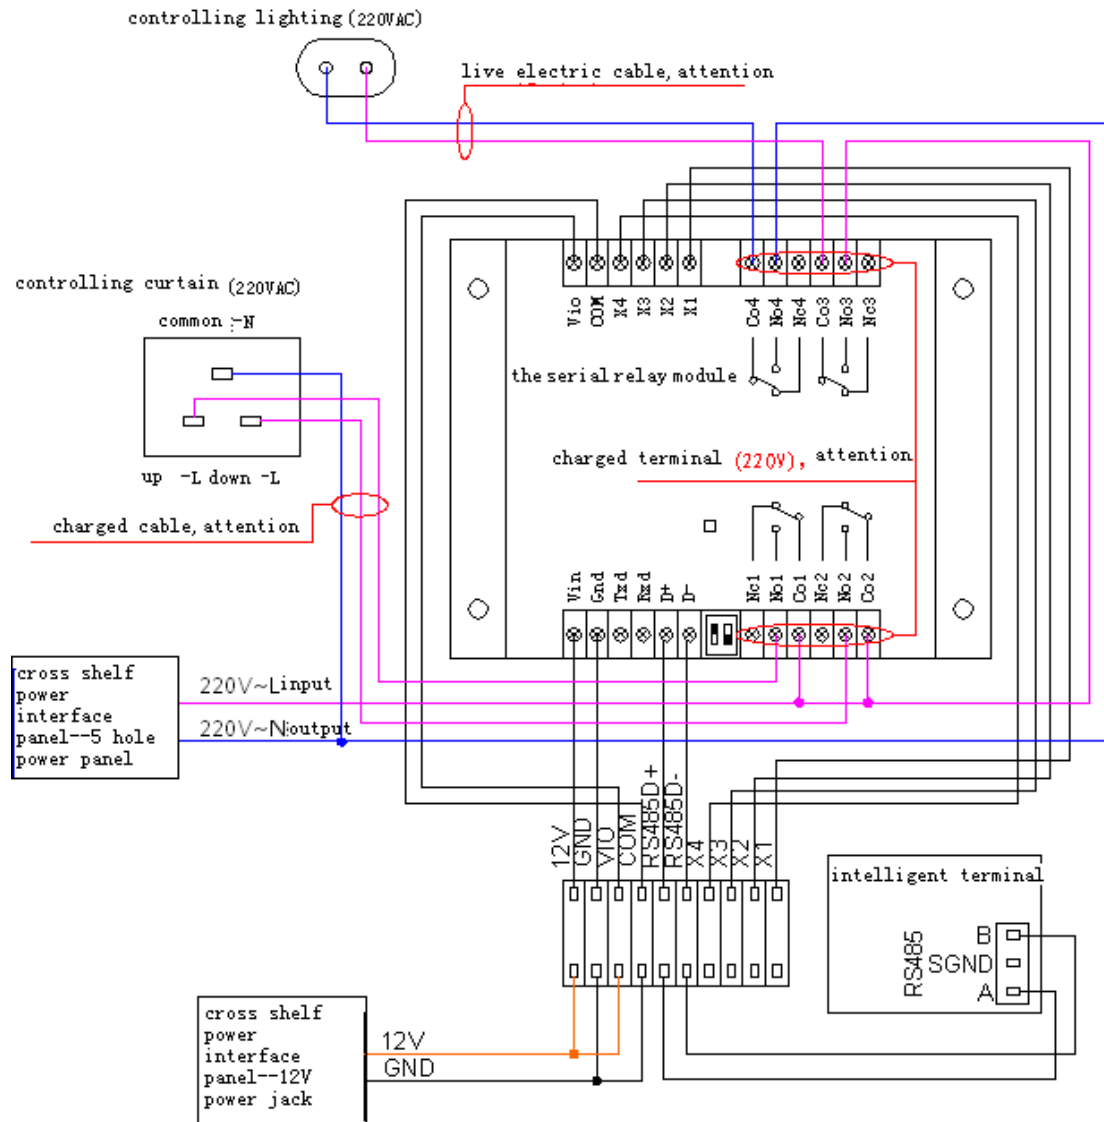 controlling lighting (220VAC)
live electric cable, attention
controlling curtain (220VAC)
common :-N
up -L down -L
charged cable, attention
Vio COM X4 X3 X2 X1 Co4 No4 Nc4 Co3 No3 Nc3
the serial relay module
charged terminal (220V), attention
Vin Gnd Txd Rxd D+ D- Nc1 No1 Co1 Nc2 No2 Co2
cross shelf
power
interface
panel--5 hole
power panel
220V~L input
220V~N output
12V GND VIO COM RS485D+ RS485D- X4 X3 X2 X1
intelligent terminal
RS485
B
SGND
A
cross shelf
power
interface
panel--12V
power jack
12V
GND